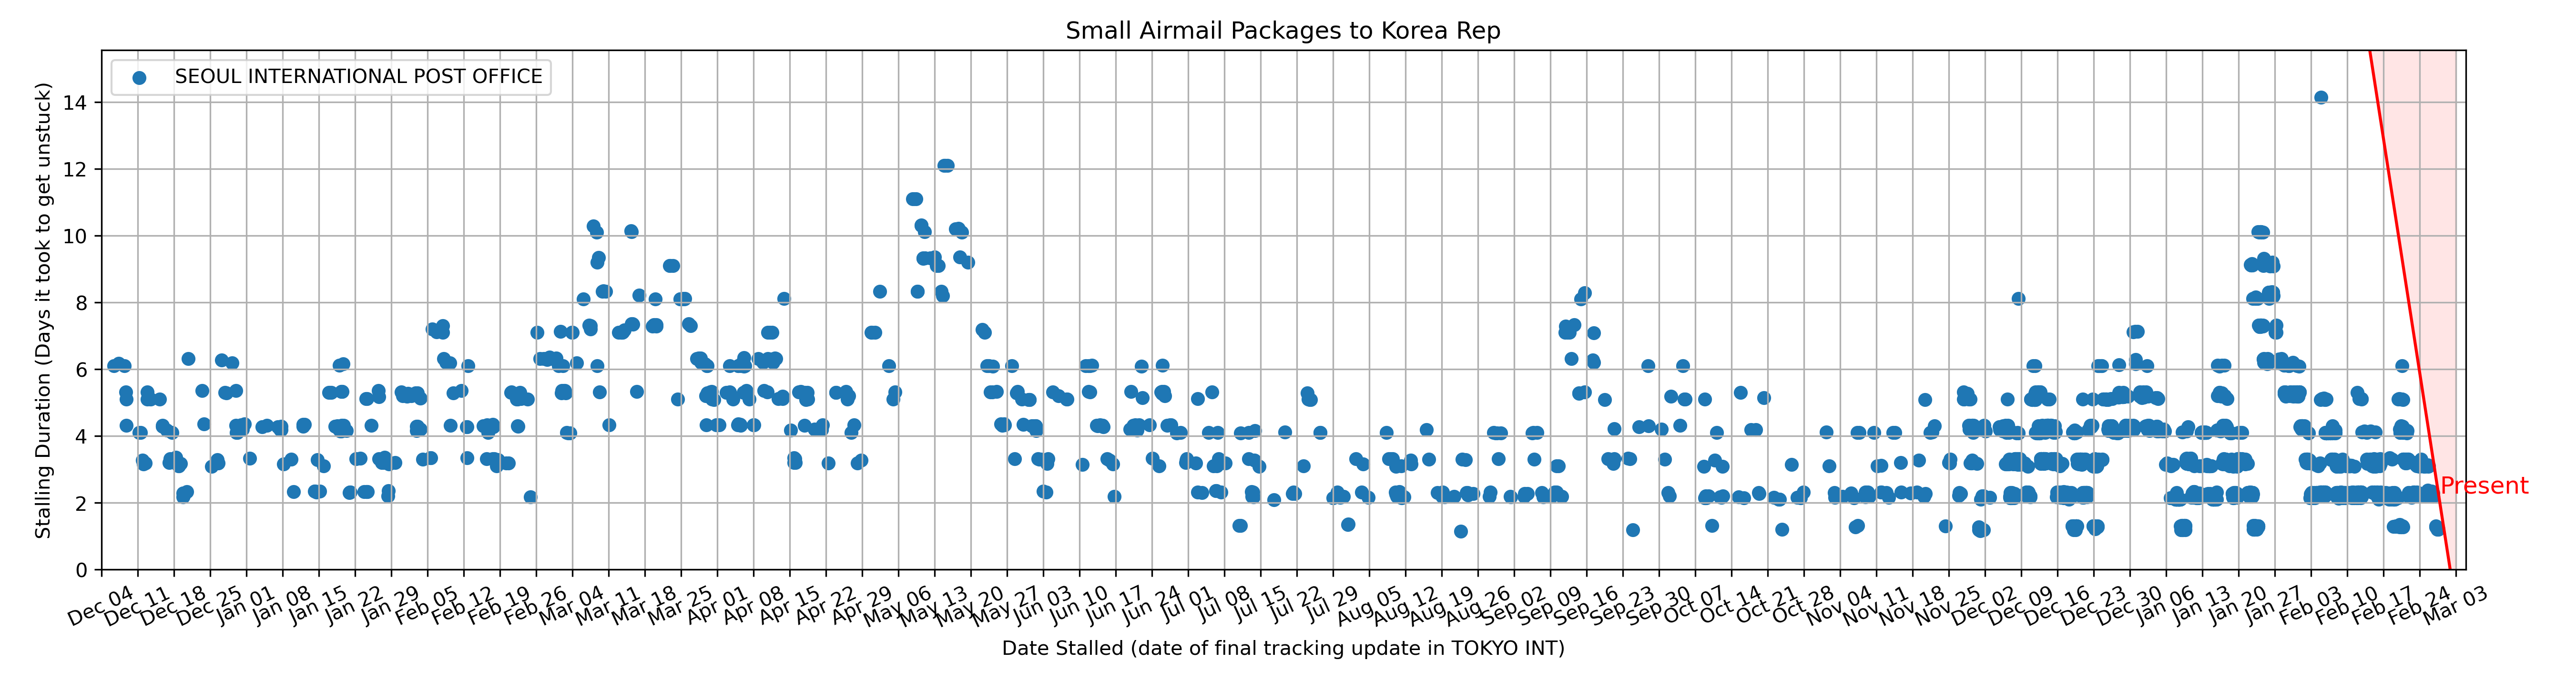 Small Airmail Packages to Korea Rep
SEOUL INTERNATIONAL POST OFFICE
Stalling Duration (Days it took to get unstuck)
14
12
10
8
6
4
2
0
Present
Dec 04 Dec 11 Dec 18 Dec 25 Jan 01 Jan 08 Jan 15 Jan 22 Jan 29 Feb 05 Feb 12 Feb 19 Feb 26 Mar 04 Mar 11 Mar 18 Mar 25 Apr 01 Apr 08 Apr 15 Apr 22 Apr 29 May 06 May 13 May 20 May 27 Jun 03 Jun 10 Jun 17 Jun 24 Jul 01 Jul 08 Jul 15 Jul 22 Jul 29 Aug 05 Aug 12 Aug 19 Aug 26 Sep 02 Sep 09 Sep 16 Sep 23 Sep 30 Oct 07 Oct 14 Oct 21 Oct 28 Nov 04 Nov 11 Nov 18 Nov 25 Dec 02 Dec 09 Dec 16 Dec 23 Dec 30 Jan 06 Jan 13 Jan 20 Jan 27 Feb 03 Feb 10 Feb 17 Feb 24 Mar 03
Date Stalled (date of final tracking update in TOKYO INT)